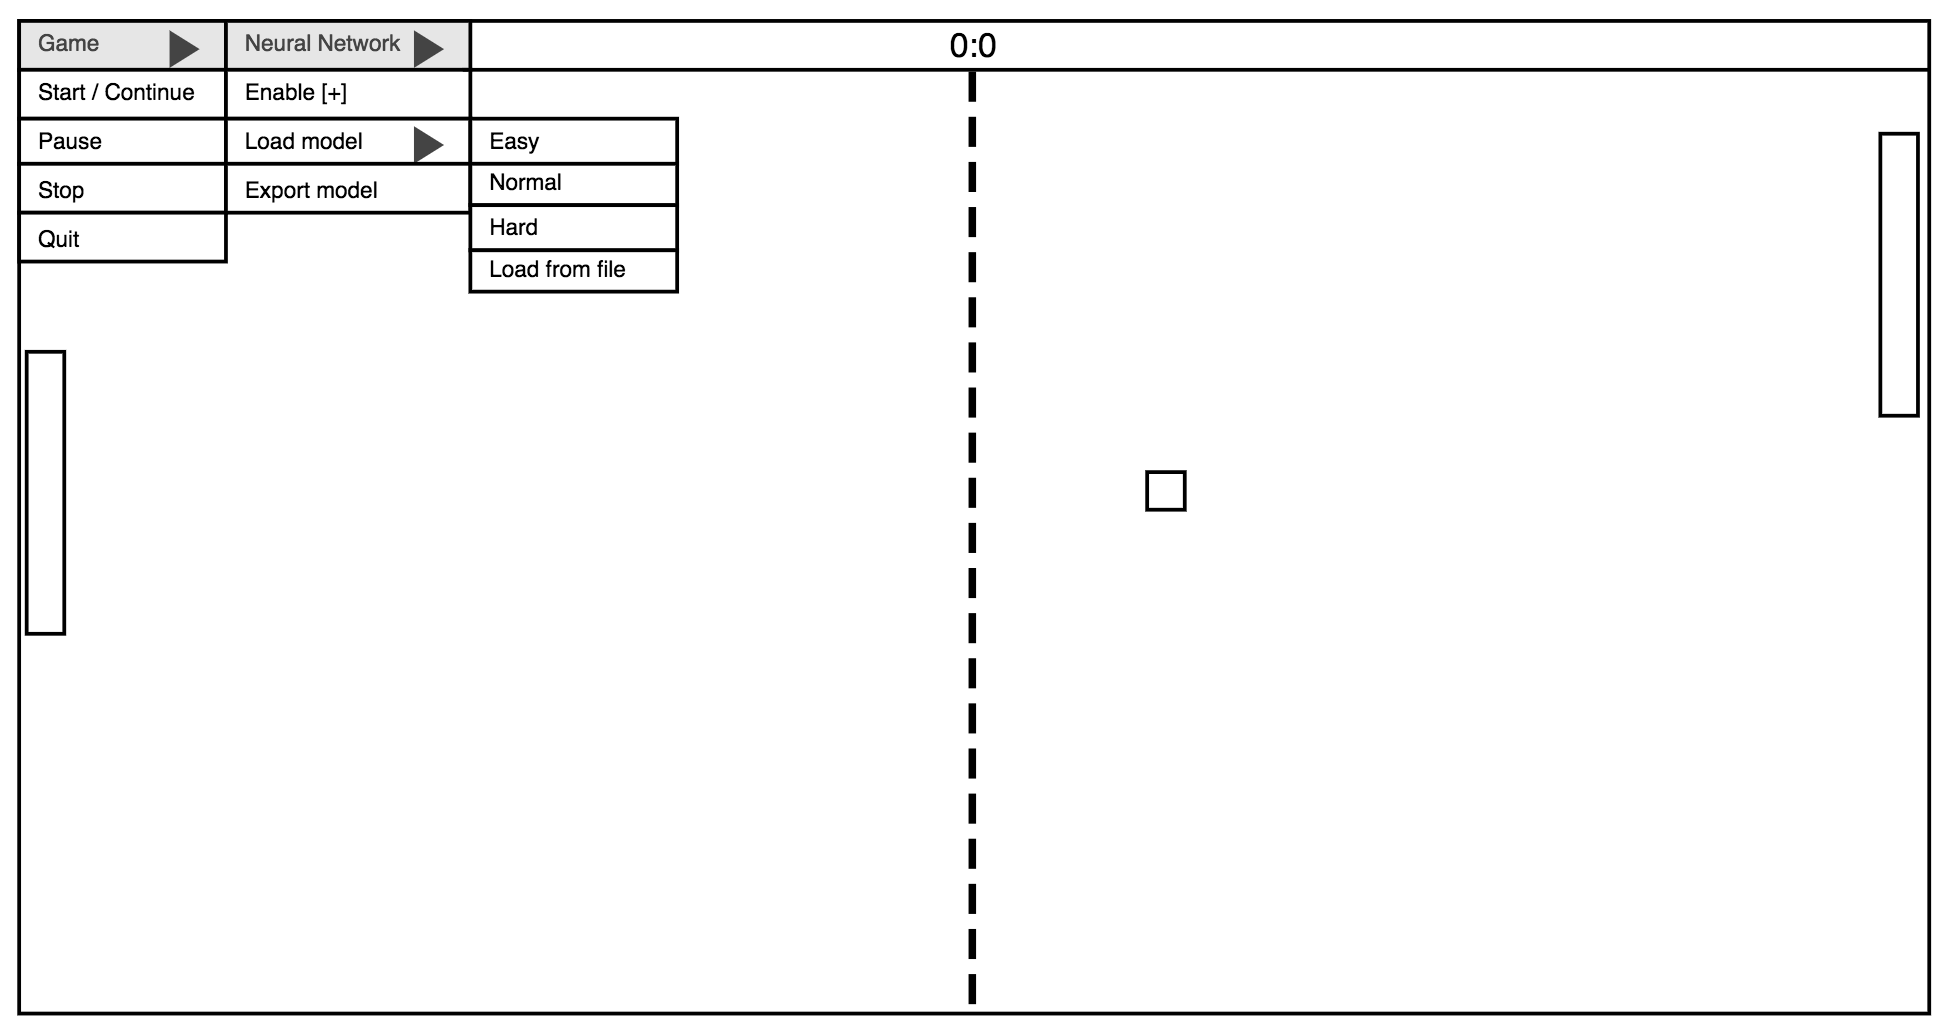 Game
Neural Network
0:0
Start / Continue
Enable [+]
Pause
Load model
Easy
Normal
Stop
Export model
Hard
Quit
Load from file